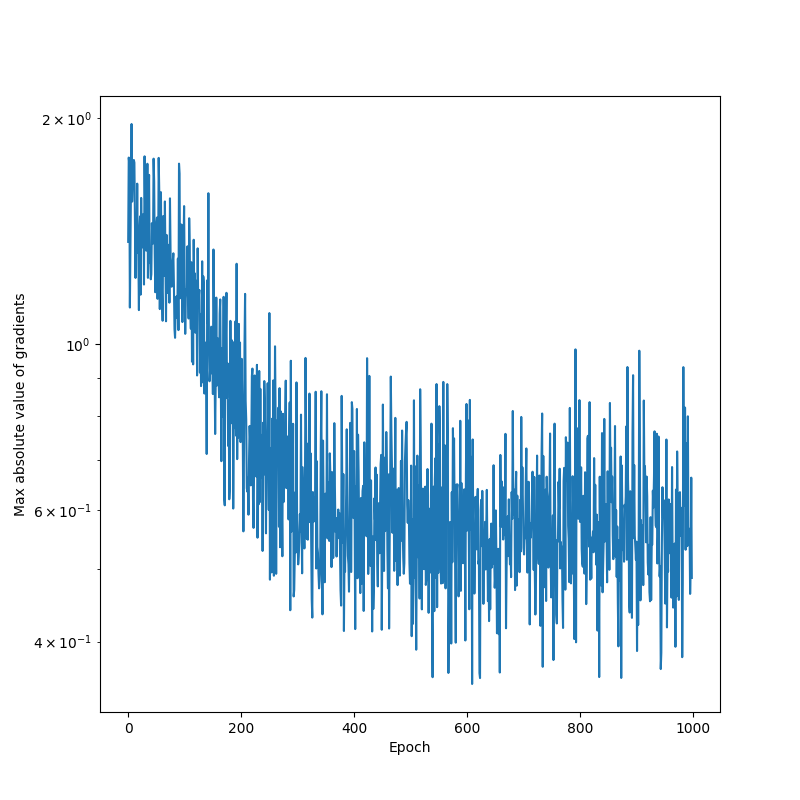 2 × 10⁰
10⁰
6 × 10⁻¹
4 × 10⁻¹
Max absolute value of gradients
0 200 400 600 800 1000
Epoch